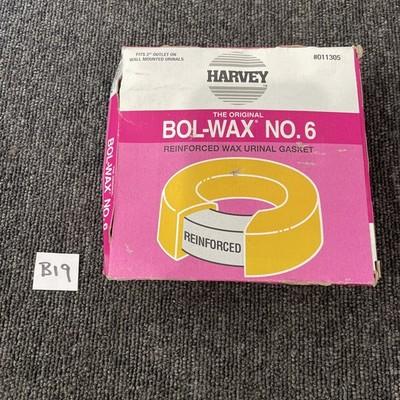 FITS 2" OUTLET ON
WALL MOUNTED URINALS
#011305
HARVEY
THE ORIGINAL
BOL-WAX® NO. 6
REINFORCED WAX URINAL GASKET
REINFORCED
BOL-WAX NO. 6
B19